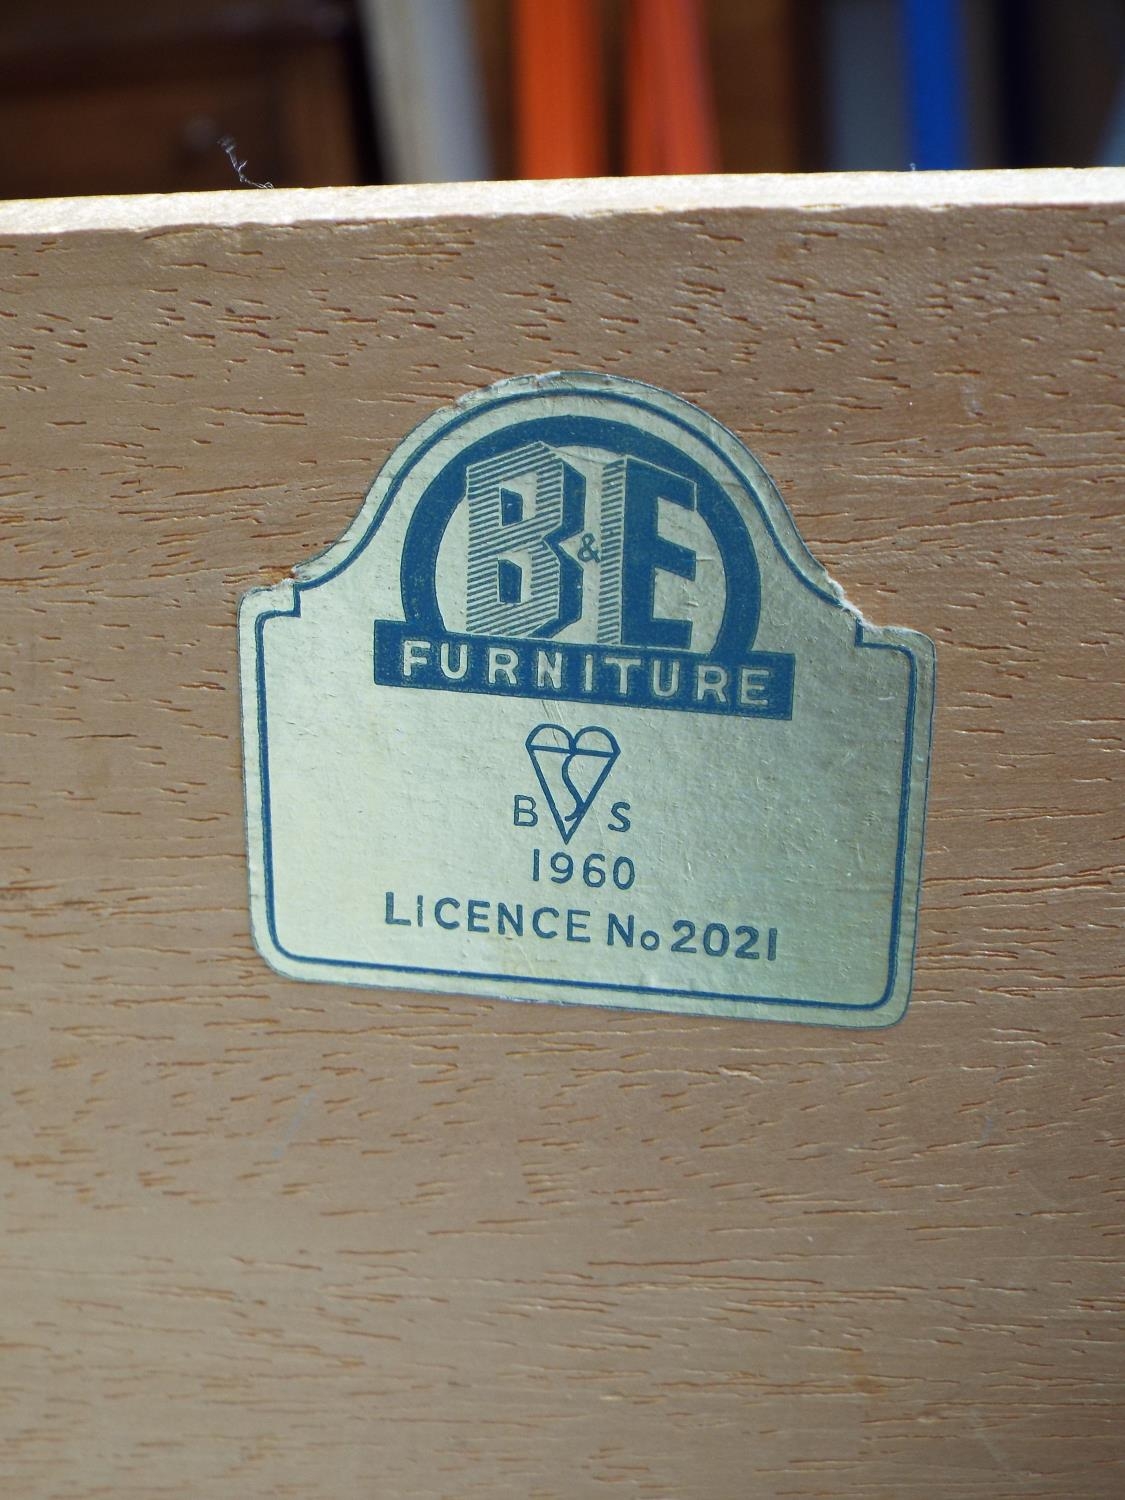 B&E
FURNITURE
B S
1960
LICENCE No 2021